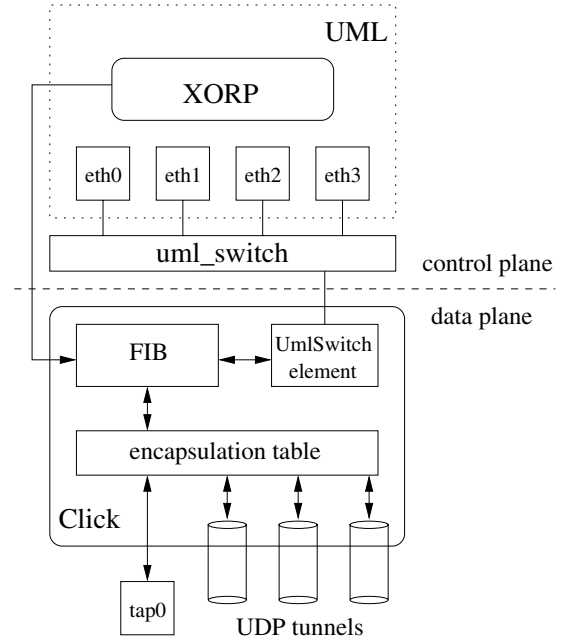 UML
XORP
eth0 eth1 eth2 eth3
uml_switch
control plane
data plane
FIB
UmlSwitch
element
encapsulation table
Click
tap0
UDP tunnels